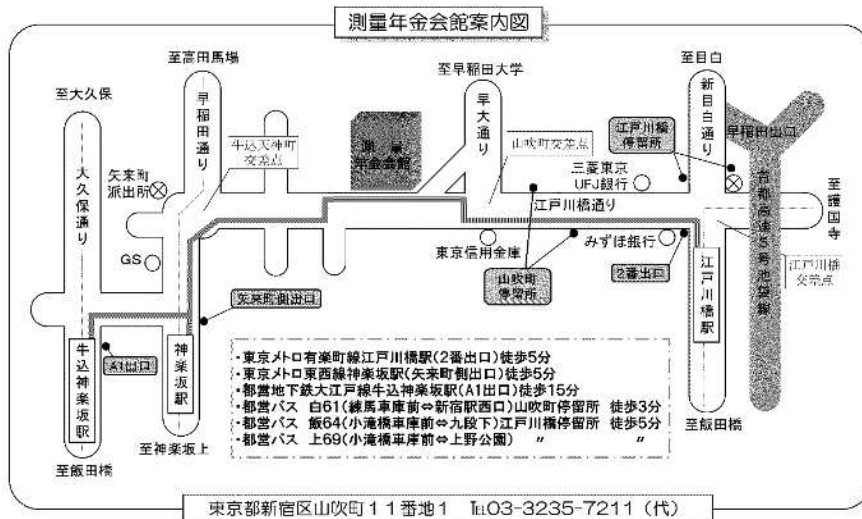 測量年金会館案内図
至高田馬場
至早稲田大学
至目白
至大久保
早稲田通り
早大通り
新目白通り
大久保通り
矢来町
派出所
牛込天神町
交差点
測量
年金会館
山吹町交差点
江戸川橋
停留所
早稲田出口
三菱東京
UFJ銀行
首都高速5号池袋線
至護国寺
江戸川橋通り
GS
東京信用金庫
みずほ銀行
山吹町
停留所
2番出口
江戸川橋
交差点
江戸川橋駅
矢来町側出口
A1出口
牛込神楽坂駅
神楽坂駅
・東京メトロ有楽町線江戸川橋駅(2番出口)徒歩5分
・東京メトロ東西線神楽坂駅(矢来町側出口)徒歩5分
・都営地下鉄大江戸線牛込神楽坂駅(A1出口)徒歩15分
・都営バス 白61(練馬車庫前⇔新宿駅西口)山吹町停留所 徒歩3分
・都営バス 飯64(小滝橋車庫前⇔九段下)江戸川橋停留所 徒歩5分
・都営バス 上69(小滝橋車庫前⇔上野公園) 〃 〃
至飯田橋
至神楽坂上
至飯田橋
東京都新宿区山吹町11番地1 ℡03-3235-7211(代)